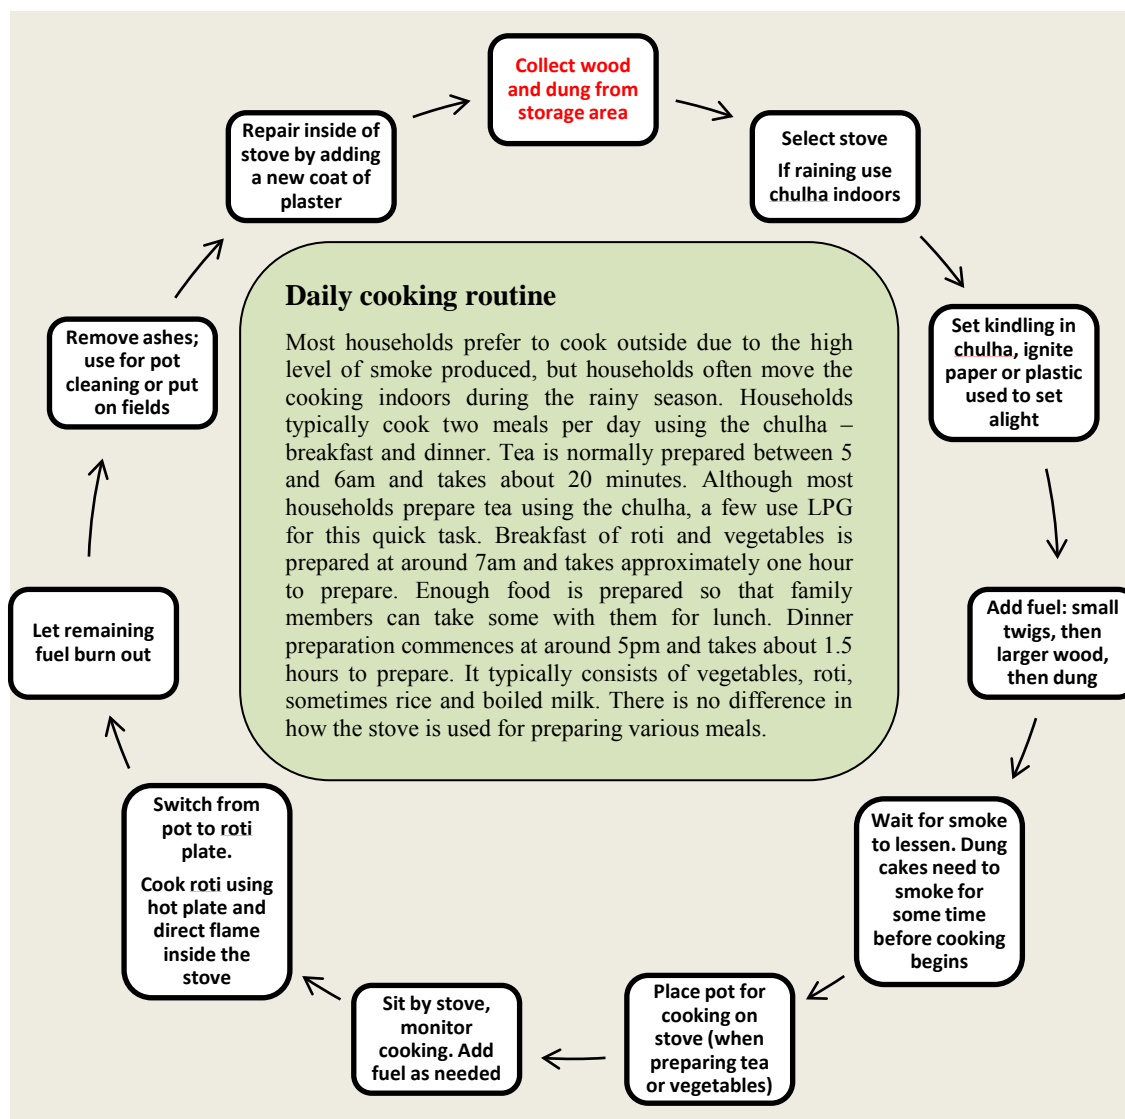 Collect wood
and dung from
storage area
Select stove
If raining use
chulha indoors
Set kindling in
chulha, ignite
paper or plastic
used to set
alight
Add fuel: small
twigs, then
larger wood,
then dung
Wait for smoke
to lessen. Dung
cakes need to
smoke for
some time
before cooking
begins
Place pot for
cooking on
stove (when
preparing tea
or vegetables)
Sit by stove,
monitor
cooking. Add
fuel as needed
Switch from
pot to roti
plate.
Cook roti using
hot plate and
direct flame
inside the
stove
Let remaining
fuel burn out
Remove ashes;
use for pot
cleaning or put
on fields
Repair inside of
stove by adding
a new coat of
plaster
Daily cooking routine
Most households prefer to cook outside due to the high
level of smoke produced, but households often move the
cooking indoors during the rainy season. Households
typically cook two meals per day using the chulha –
breakfast and dinner. Tea is normally prepared between 5
and 6am and takes about 20 minutes. Although most
households prepare tea using the chulha, a few use LPG
for this quick task. Breakfast of roti and vegetables is
prepared at around 7am and takes approximately one hour
to prepare. Enough food is prepared so that family
members can take some with them for lunch. Dinner
preparation commences at around 5pm and takes about 1.5
hours to prepare. It typically consists of vegetables, roti,
sometimes rice and boiled milk. There is no difference in
how the stove is used for preparing various meals.